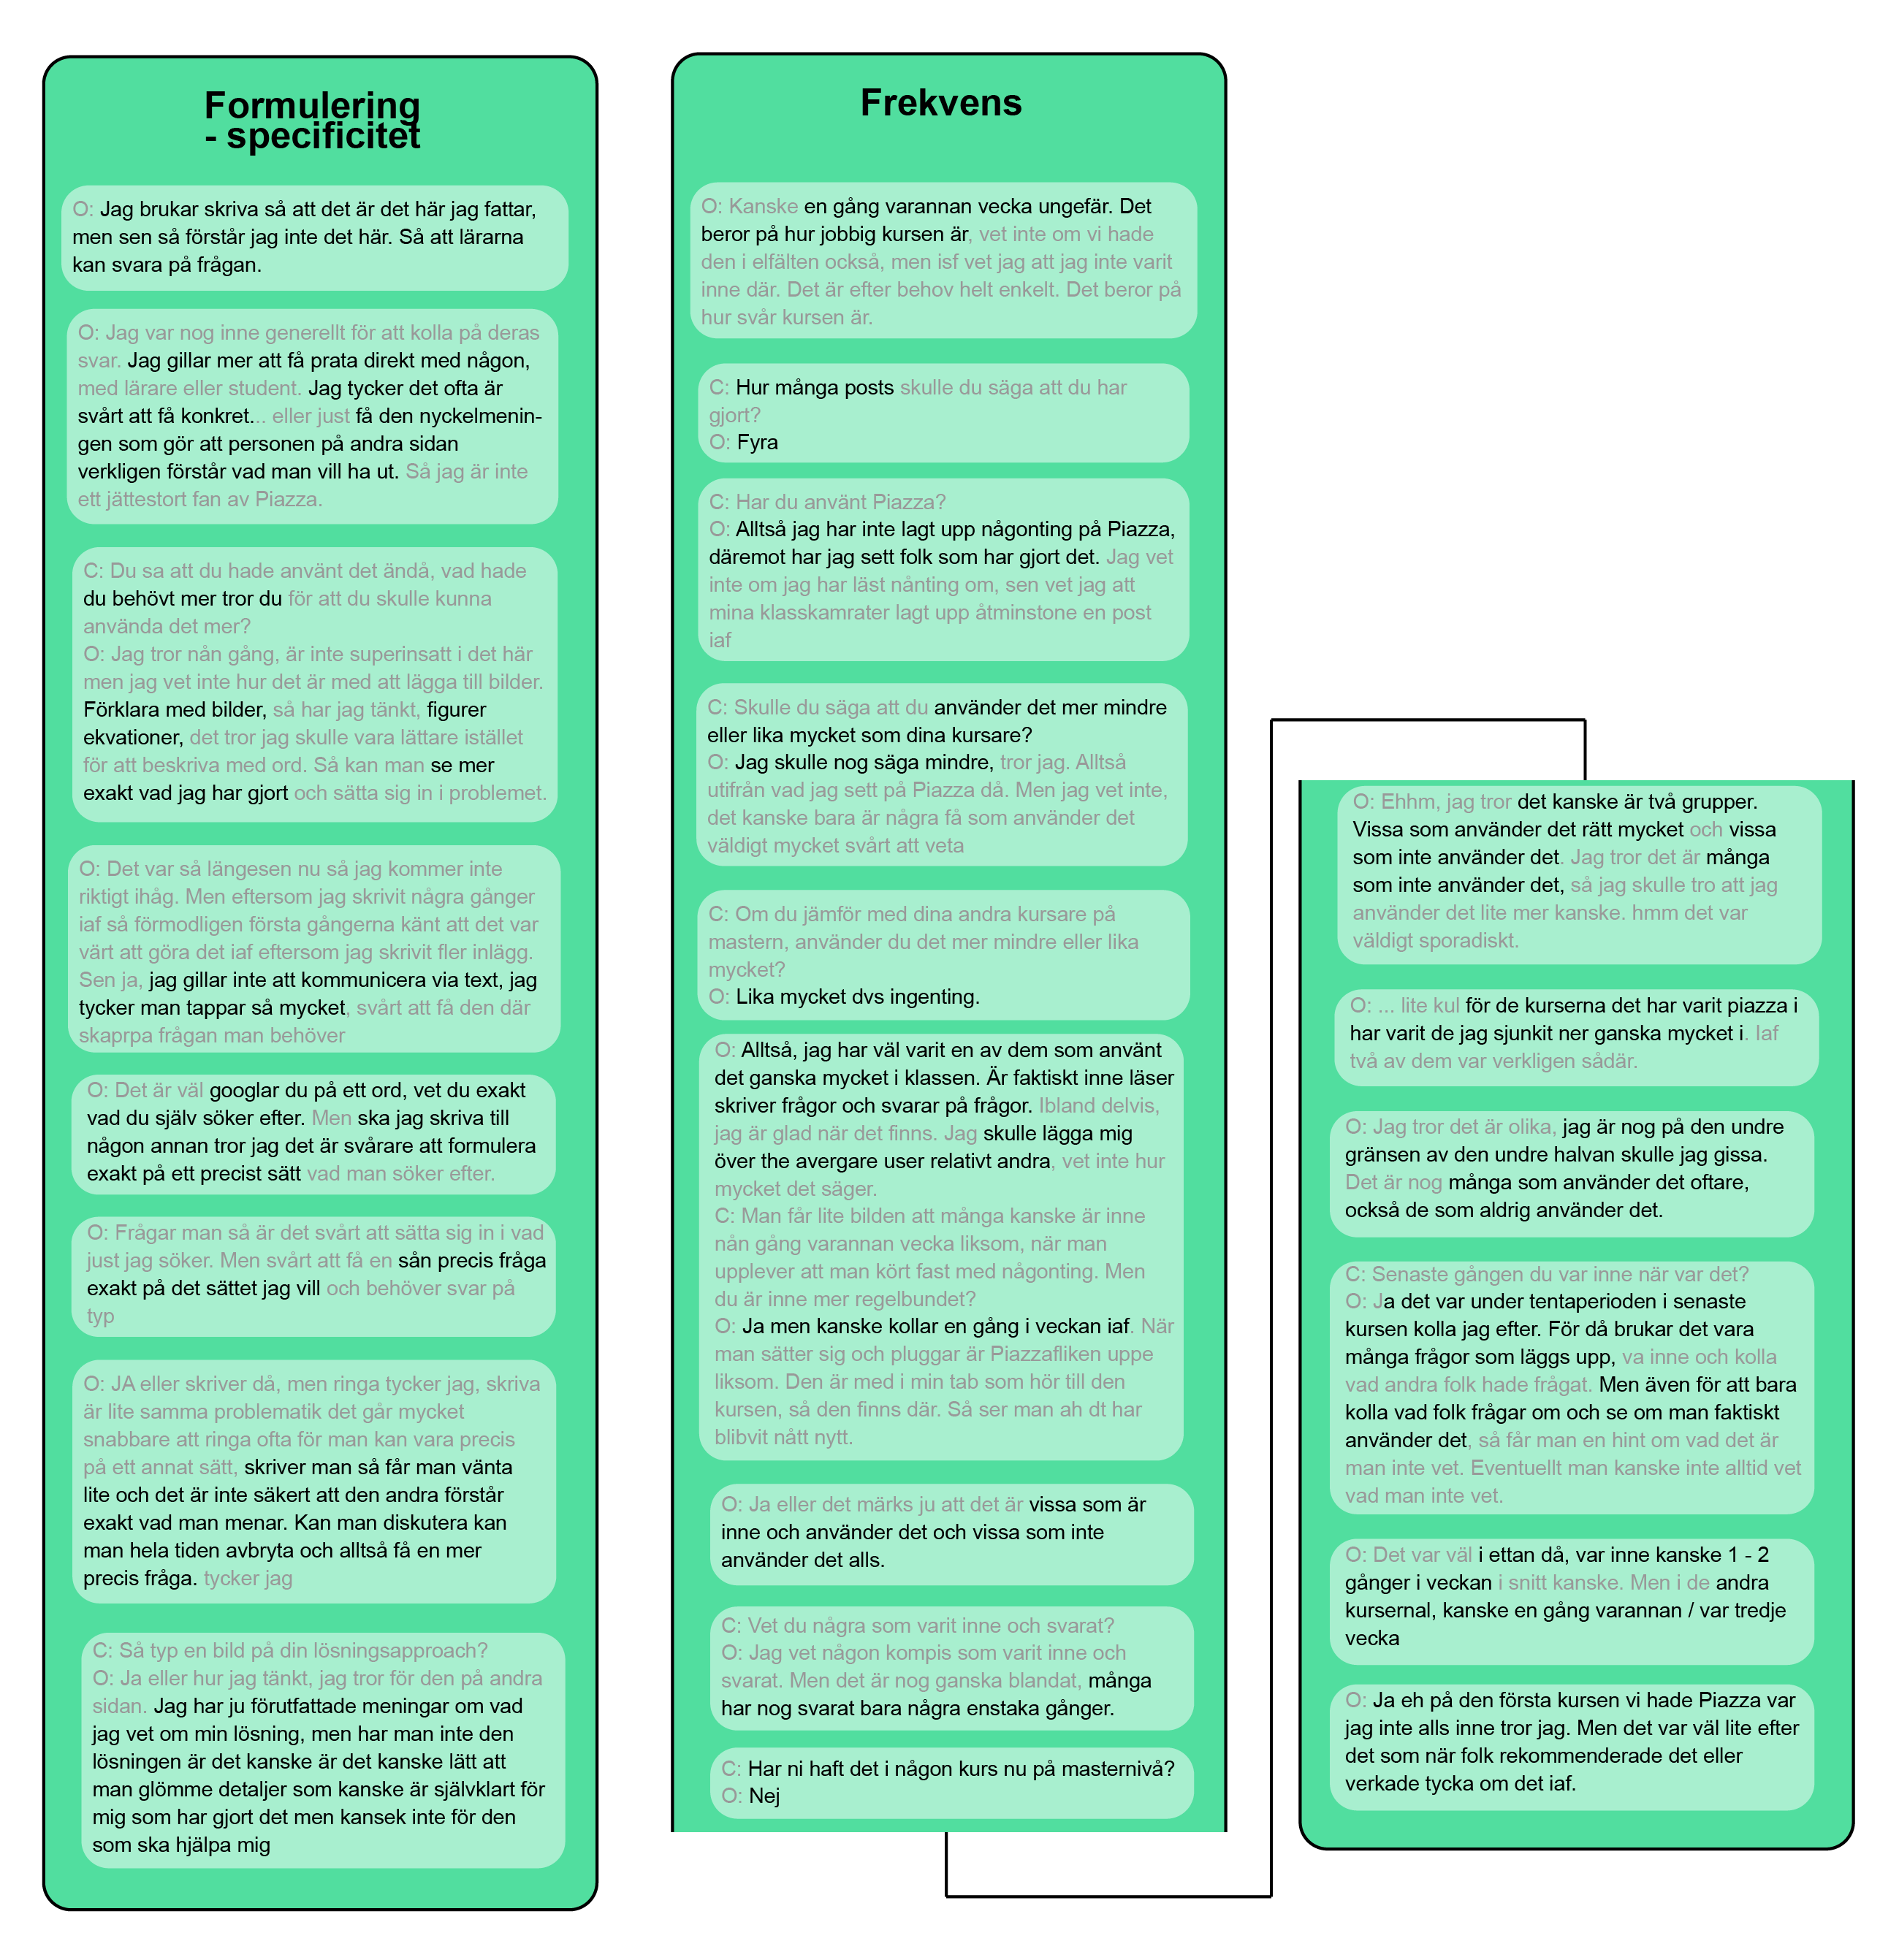 Formulering
- specificitet
O: Jag brukar skriva så att det är det här jag fattar,
men sen så förstår jag inte det här. Så att lärarna
kan svara på frågan.
O: Jag var nog inne generellt för att kolla på deras
svar. Jag gillar mer att få prata direkt med någon,
med lärare eller student. Jag tycker det ofta är
svårt att få konkret... eller just få den nyckelmenin-
gen som gör att personen på andra sidan
verkligen förstår vad man vill ha ut. Så jag är inte
ett jättestort fan av Piazza.
C: Du sa att du hade använt det ändå, vad hade
du behövt mer tror du för att du skulle kunna
använda det mer?
O: Jag tror nån gång, är inte superinsatt i det här
men jag vet inte hur det är med att lägga till bilder.
Förklara med bilder, så har jag tänkt, figurer
ekvationer, det tror jag skulle vara lättare istället
för att beskriva med ord. Så kan man se mer
exakt vad jag har gjort och sätta sig in i problemet.
O: Det var så längesen nu så jag kommer inte
riktigt ihåg. Men eftersom jag skrivit några gånger
iaf så förmodligen första gångerna känt att det var
värt att göra det iaf eftersom jag skrivit fler inlägg.
Sen ja, jag gillar inte att kommunicera via text, jag
tycker man tappar så mycket, svårt att få den där
skaprpa frågan man behöver
O: Det är väl googlar du på ett ord, vet du exakt
vad du själv söker efter. Men ska jag skriva till
någon annan tror jag det är svårare att formulera
exakt på ett precist sätt vad man söker efter.
O: Frågar man så är det svårt att sätta sig in i vad
just jag söker. Men svårt att få en sån precis fråga
exakt på det sättet jag vill och behöver svar på
typ
O: JA eller skriver då, men ringa tycker jag, skriva
är lite samma problematik det går mycket
snabbare att ringa ofta för man kan vara precis
på ett annat sätt, skriver man så får man vänta
lite och det är inte säkert att den andra förstår
exakt vad man menar. Kan man diskutera kan
man hela tiden avbryta och alltså få en mer
precis fråga. tycker jag
C: Så typ en bild på din lösningsapproach?
O: Ja eller hur jag tänkt, jag tror för den på andra
sidan. Jag har ju förutfattade meningar om vad
jag vet om min lösning, men har man inte den
lösningen är det kanske är det kanske lätt att
man glömme detaljer som kanske är självklart för
mig som har gjort det men kansek inte för den
som ska hjälpa mig
Frekvens
O: Kanske en gång varannan vecka ungefär. Det
beror på hur jobbig kursen är, vet inte om vi hade
den i elfälten också, men isf vet jag att jag inte varit
inne där. Det är efter behov helt enkelt. Det beror på
hur svår kursen är.
C: Hur många posts skulle du säga att du har
gjort?
O: Fyra
C: Har du använt Piazza?
O: Alltså jag har inte lagt upp någonting på Piazza,
däremot har jag sett folk som har gjort det. Jag vet
inte om jag har läst nånting om, sen vet jag att
mina klasskamrater lagt upp åtminstone en post
iaf
C: Skulle du säga att du använder det mer mindre
eller lika mycket som dina kursare?
O: Jag skulle nog säga mindre, tror jag. Alltså
utifrån vad jag sett på Piazza då. Men jag vet inte,
det kanske bara är några få som använder det
väldigt mycket svårt att veta
C: Om du jämför med dina andra kursare på
mastern, använder du det mer mindre eller lika
mycket?
O: Lika mycket dvs ingenting.
O: Alltså, jag har väl varit en av dem som använt
det ganska mycket i klassen. Är faktiskt inne läser
skriver frågor och svarar på frågor. Ibland delvis,
jag är glad när det finns. Jag skulle lägga mig
över the avergare user relativt andra, vet inte hur
mycket det säger.
C: Man får lite bilden att många kanske är inne
nån gång varannan vecka liksom, när man
upplever att man kört fast med någonting. Men
du är inne mer regelbundet?
O: Ja men kanske kollar en gång i veckan iaf. När
man sätter sig och pluggar är Piazzafliken uppe
liksom. Den är med i min tab som hör till den
kursen, så den finns där. Så ser man ah dt har
blibvit nått nytt.
O: Ja eller det märks ju att det är vissa som är
inne och använder det och vissa som inte
använder det alls.
C: Vet du några som varit inne och svarat?
O: Jag vet någon kompis som varit inne och
svarat. Men det är nog ganska blandat, många
har nog svarat bara några enstaka gånger.
C: Har ni haft det i någon kurs nu på masternivå?
O: Nej
O: Ehhm, jag tror det kanske är två grupper.
Vissa som använder det rätt mycket och vissa
som inte använder det. Jag tror det är många
som inte använder det, så jag skulle tro att jag
använder det lite mer kanske. hmm det var
väldigt sporadiskt.
O: ... lite kul för de kurserna det har varit piazza i
har varit de jag sjunkit ner ganska mycket i. Iaf
två av dem var verkligen sådär.
O: Jag tror det är olika, jag är nog på den undre
gränsen av den undre halvan skulle jag gissa.
Det är nog många som använder det oftare,
också de som aldrig använder det.
C: Senaste gången du var inne när var det?
O: Ja det var under tentaperioden i senaste
kursen kolla jag efter. För då brukar det vara
många frågor som läggs upp, va inne och kolla
vad andra folk hade frågat. Men även för att bara
kolla vad folk frågar om och se om man faktiskt
använder det, så får man en hint om vad det är
man inte vet. Eventuellt man kanske inte alltid vet
vad man inte vet.
O: Det var väl i ettan då, var inne kanske 1 - 2
gånger i veckan i snitt kanske. Men i de andra
kursernal, kanske en gång varannan / var tredje
vecka
O: Ja eh på den första kursen vi hade Piazza var
jag inte alls inne tror jag. Men det var väl lite efter
det som när folk rekommenderade det eller
verkade tycka om det iaf.